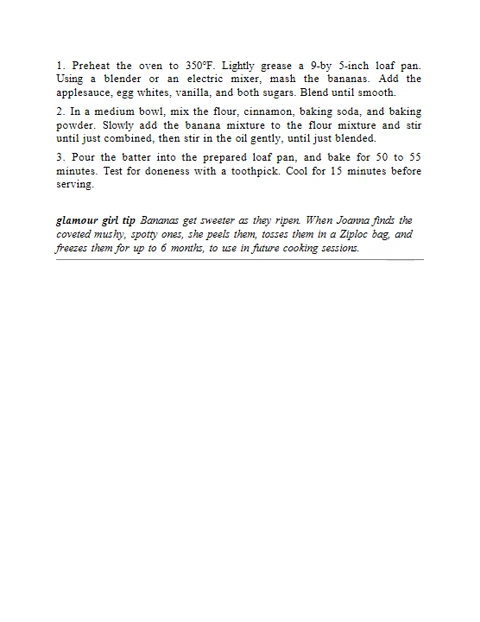 1. Preheat the oven to 350°F. Lightly grease a 9-by 5-inch loaf pan.
Using a blender or an electric mixer, mash the bananas. Add the
applesauce, egg whites, vanilla, and both sugars. Blend until smooth.
2. In a medium bowl, mix the flour, cinnamon, baking soda, and baking
powder. Slowly add the banana mixture to the flour mixture and stir
until just combined, then stir in the oil gently, until just blended.
3. Pour the batter into the prepared loaf pan, and bake for 50 to 55
minutes. Test for doneness with a toothpick. Cool for 15 minutes before
serving.
glamour girl tip Bananas get sweeter as they ripen. When Joanna finds the
coveted mushy, spotty ones, she peels them, tosses them in a Ziploc bag, and
freezes them for up to 6 months, to use in future cooking sessions.